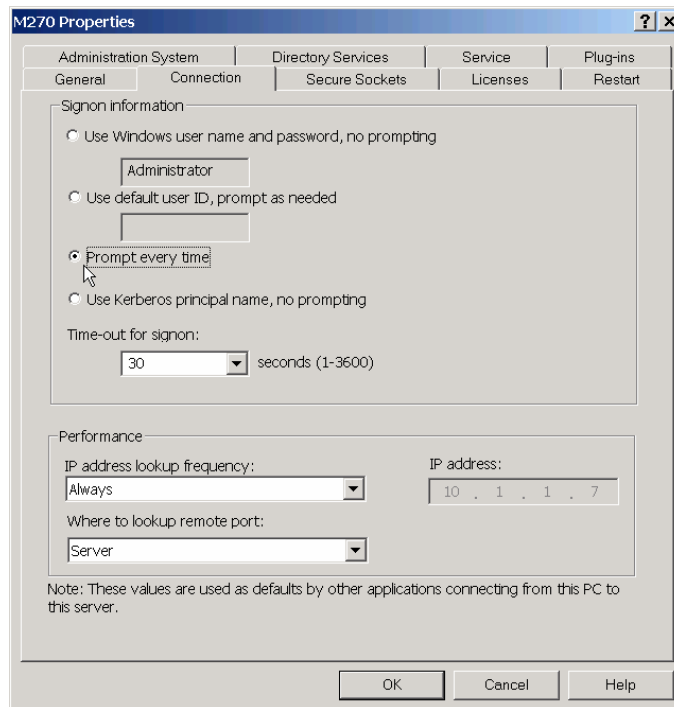 M270 Properties
Administration System Directory Services Service Plug-ins
General Connection Secure Sockets Licenses Restart
Signon information
Use Windows user name and password, no prompting
Administrator
Use default user ID, prompt as needed
Prompt every time
Use Kerberos principal name, no prompting
Time-out for signon:
30 seconds (1-3600)
Performance
IP address lookup frequency: IP address:
Always 10 . 1 . 1 . 7
Where to lookup remote port:
Server
Note: These values are used as defaults by other applications connecting from this PC to
this server.
OK Cancel Help